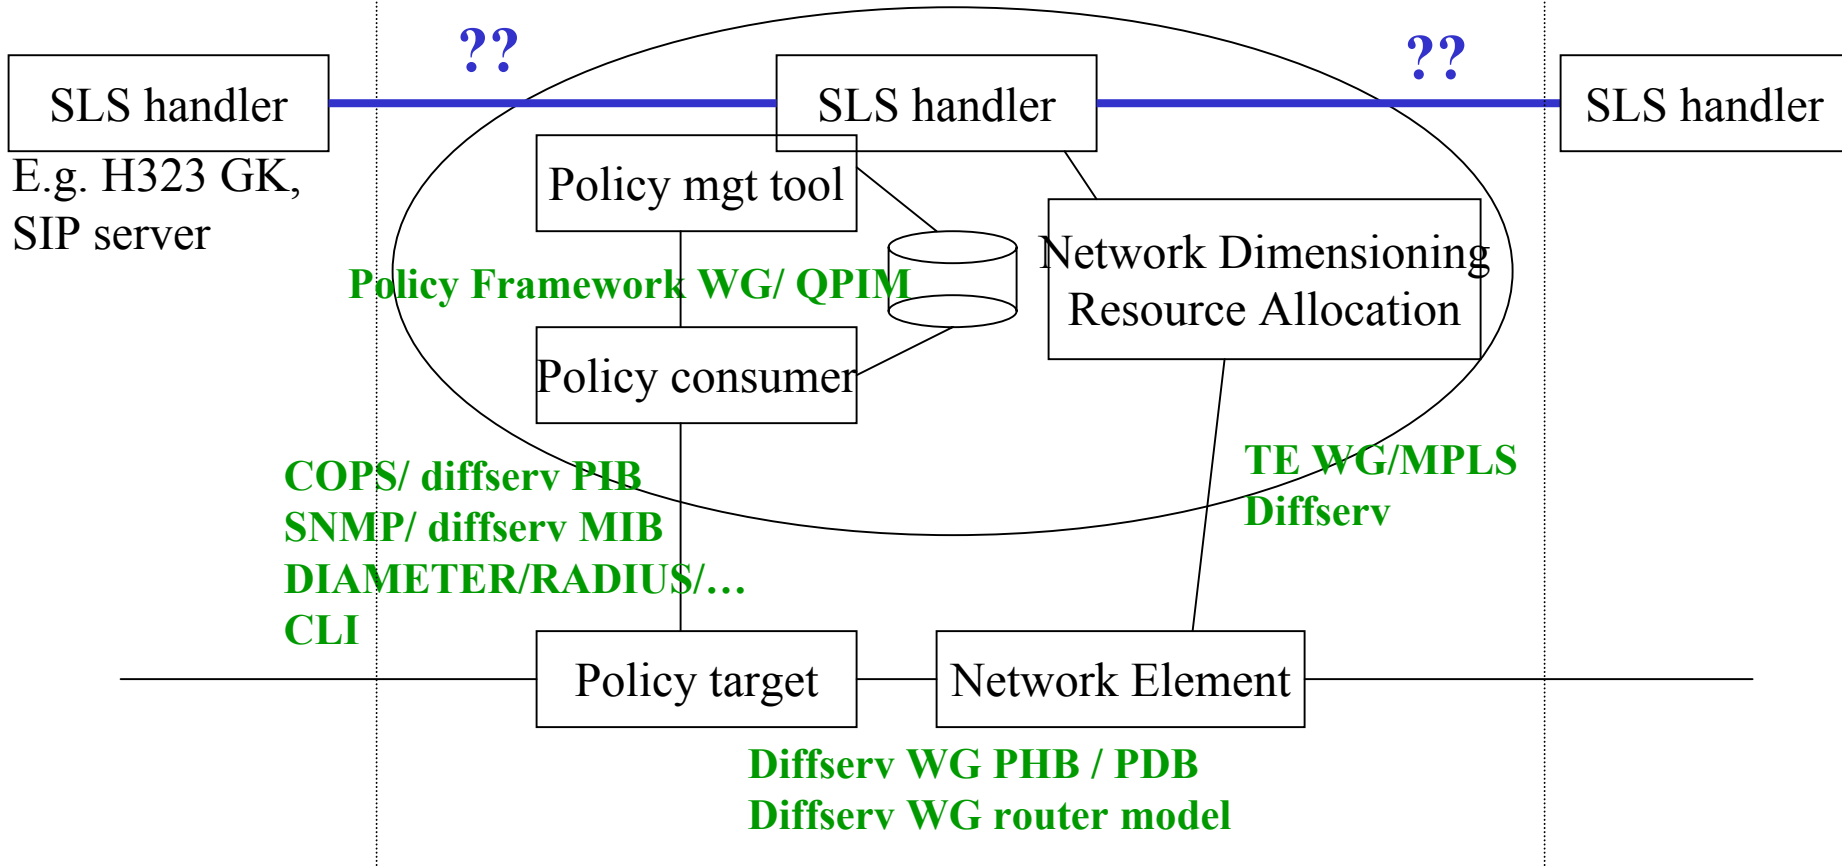 ??
??
SLS handler
SLS handler
SLS handler
E.g. H323 GK,
SIP server
Policy mgt tool
Network Dimensioning
Resource Allocation
Policy Framework WG/ QPIM
Policy consumer
COPS/ diffserv PIB
SNMP/ diffserv MIB
DIAMETER/RADIUS/…
CLI
TE WG/MPLS
Diffserv
Policy target
Network Element
Diffserv WG PHB / PDB
Diffserv WG router model